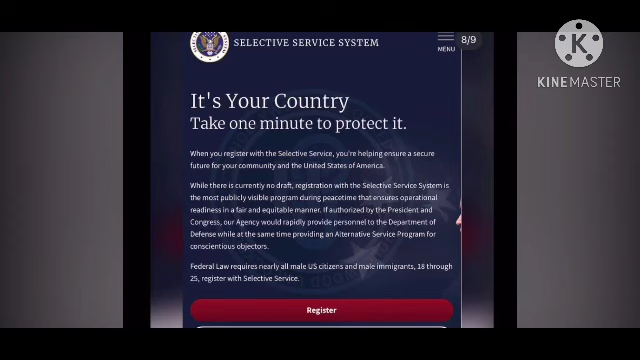 SELECTIVE SERVICE SYSTEM
MENU
8/9
KINEMASTER
It's Your Country
Take one minute to protect it.
When you register with the Selective Service, you're helping ensure a secure
future for your community and the United States of America.
While there is currently no draft, registration with the Selective Service System is
the most publicly visible program during peacetime that ensures operational
readiness in a fair and equitable manner. If authorized by the President and
Congress, our Agency would rapidly provide personnel to the Department of
Defense while at the same time providing an Alternative Service Program for
conscientious objectors.
Federal Law requires nearly all male US citizens and male immigrants, 18 through
25, register with Selective Service.
Register